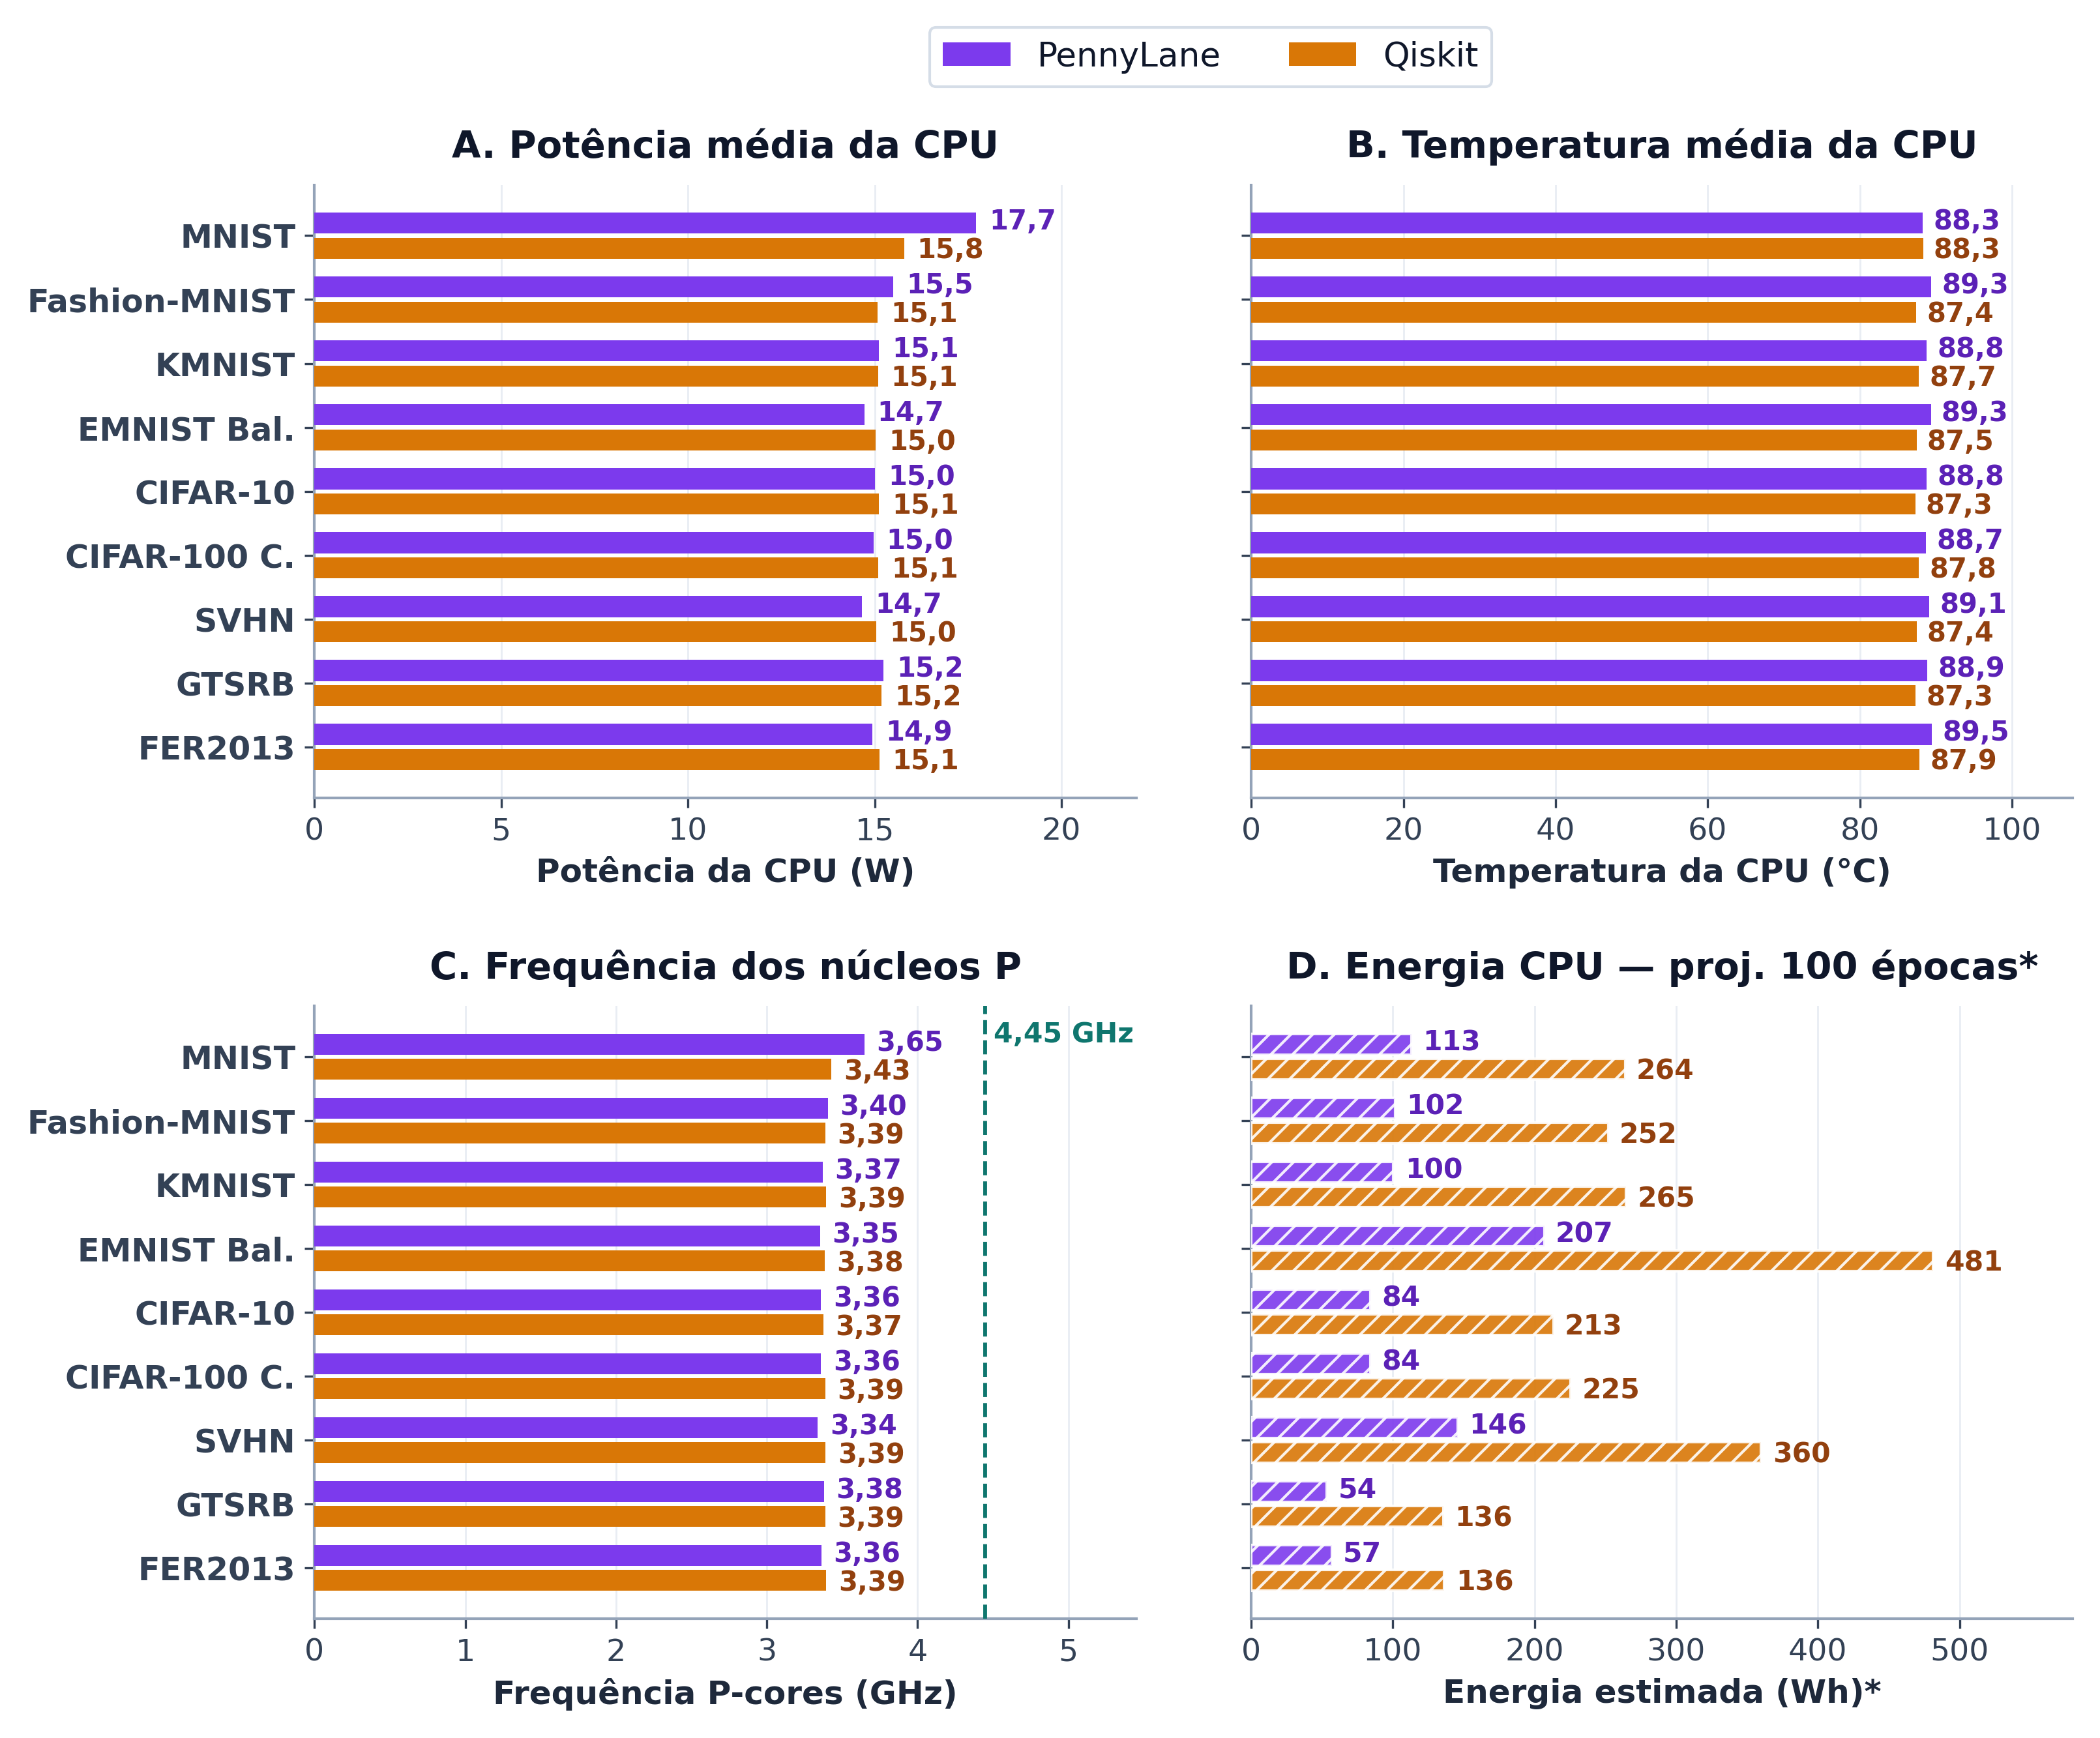 PennyLane Qiskit
A. Potência média da CPU
MNIST
Fashion-MNIST
KMNIST
EMNIST Bal.
CIFAR-10
CIFAR-100 C.
SVHN
GTSRB
FER2013
17,7
15,8
15,5
15,1
15,1
15,1
14,7
15,0
15,0
15,1
15,0
15,1
14,7
15,0
15,2
15,2
14,9
15,1
0 5 10 15 20
Potência da CPU (W)
B. Temperatura média da CPU
88,3
88,3
89,3
87,4
88,8
87,7
89,3
87,5
88,8
87,3
88,7
87,8
89,1
87,4
88,9
87,3
89,5
87,9
0 20 40 60 80 100
Temperatura da CPU (°C)
C. Frequência dos núcleos P
MNIST
Fashion-MNIST
KMNIST
EMNIST Bal.
CIFAR-10
CIFAR-100 C.
SVHN
GTSRB
FER2013
4,45 GHz
3,65
3,43
3,40
3,39
3,37
3,39
3,35
3,38
3,36
3,37
3,36
3,39
3,34
3,39
3,38
3,39
3,36
3,39
0 1 2 3 4 5
Frequência P-cores (GHz)
D. Energia CPU — proj. 100 épocas*
113
264
102
252
100
265
207
481
84
213
84
225
146
360
54
136
57
136
0 100 200 300 400 500
Energia estimada (Wh)*